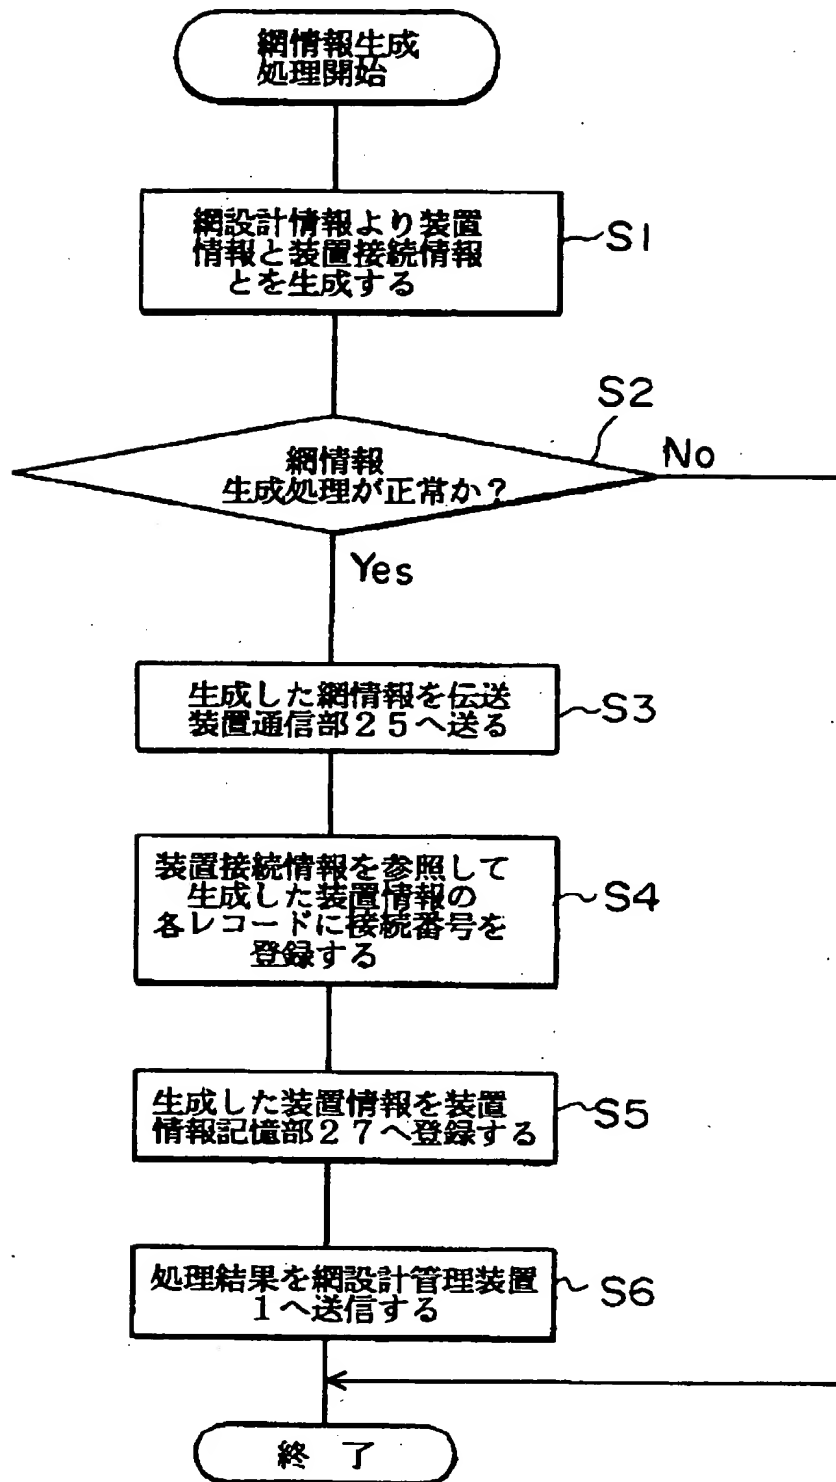 網情報生成
処理開始
網設計情報より装置
情報と装置接続情報
とを生成する
S1
S2
網情報
生成処理が正常か？
No
Yes
生成した網情報を伝送
装置通信部２５へ送る
S3
装置接続情報を参照して
生成した装置情報の
各レコードに接続番号を
登録する
S4
生成した装置情報を装置
情報記憶部２７へ登録する
S5
処理結果を網設計管理装置
１へ送信する
S6
終 了